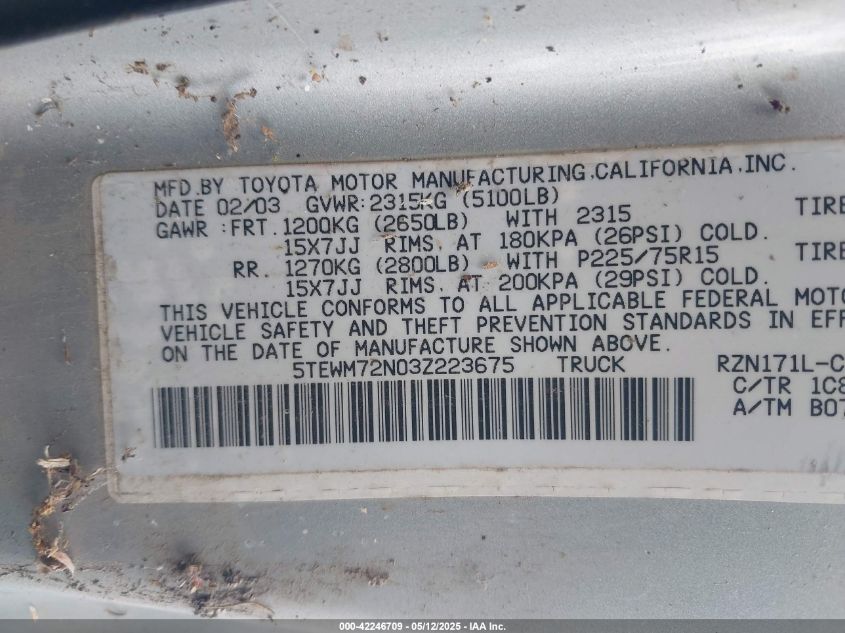 MFD.BY TOYOTA MOTOR MANUFACTURING.CALIFORNIA.INC.
DATE 02/03 GVWR:2315KG (5100LB)
GAWR :FRT.1200KG (2650LB) WITH 2315 TIRE
15X7JJ RIMS. AT 180KPA (26PSI) COLD.
RR. 1270KG (2800LB) WITH P225/75R15 TIRE
15X7JJ RIMS. AT 200KPA (29PSI) COLD.
THIS VEHICLE CONFORMS TO ALL APPLICABLE FEDERAL MOTO
VEHICLE SAFETY AND THEFT PREVENTION STANDARDS IN EFF
ON THE DATE OF MANUFACTURE SHOWN ABOVE.
5TEWM72N03Z223675 TRUCK RZN171L-C
C/TR 1C8
A/TM B07
000-42246709 - 05/12/2025 - IAA Inc.